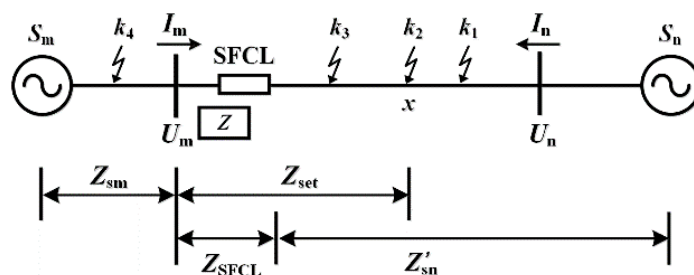 Sm k4 Im SFCL k3 k2 k1 In Sn
Z x
Um Un
Zsm Zset
ZSFCL Z'sn